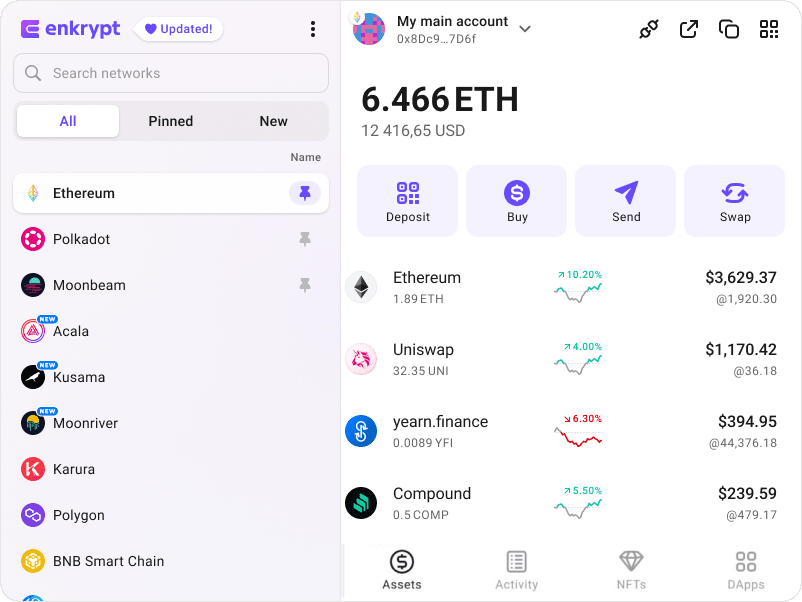 enkrypt
Updated!
Search networks
All
Pinned
New
Name
Ethereum
Polkadot
Moonbeam
NEW
Acala
NEW
Kusama
NEW
Moonriver
Karura
Polygon
BNB Smart Chain
My main account
0x8Dc9…7D6f
6.466 ETH
12 416,65 USD
Deposit
Buy
Send
Swap
Ethereum
1.89 ETH
10.20%
$3,629.37
@1,920.30
Uniswap
32.35 UNI
4.00%
$1,170.42
@36.18
yearn.finance
0.0089 YFI
6.30%
$394.95
@44,376.18
Compound
0.5 COMP
5.50%
$239.59
@479.17
Assets
Activity
NFTs
DApps